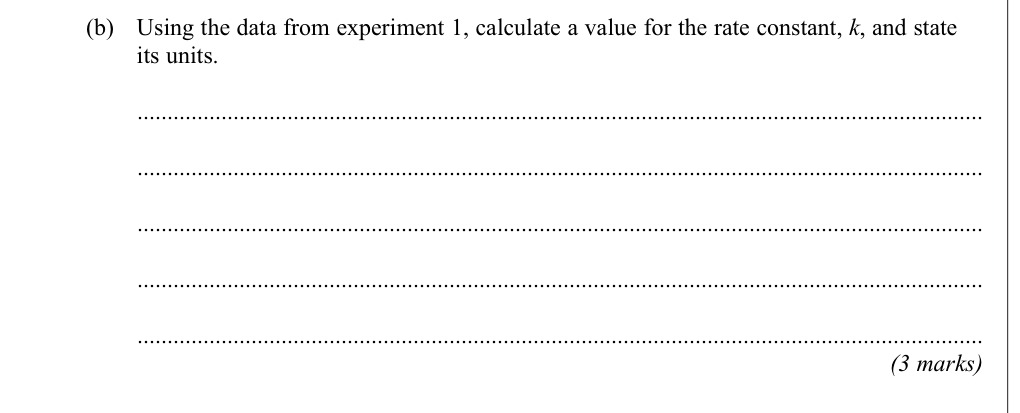 (b) Using the data from experiment 1, calculate a value for the rate constant, k, and state
its units.
................................................................................
................................................................................
................................................................................
................................................................................
................................................................................
(3 marks)